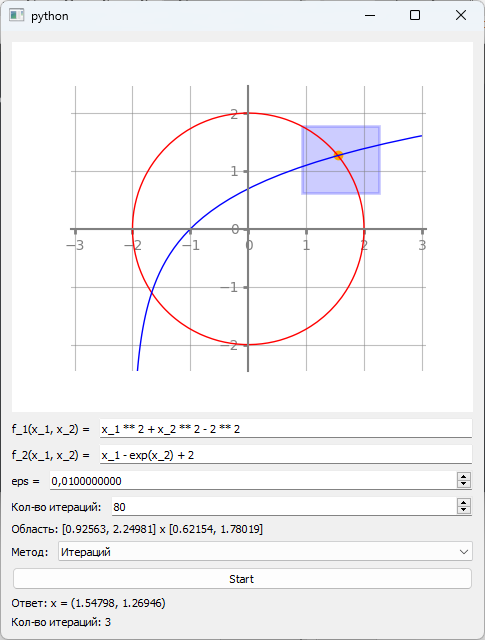 python
2
1
0
−3
−2
−1
0
1
2
3
−1
−2
f_1(x_1, x_2) = x_1 ** 2 + x_2 ** 2 - 2 ** 2
f_2(x_1, x_2) = x_1 - exp(x_2) + 2
eps = 0,0100000000
Кол-во итераций: 80
Область: [0.92563, 2.24981] x [0.62154, 1.78019]
Метод: Итераций
Start
Ответ: x = (1.54798, 1.26946)
Кол-во итераций: 3